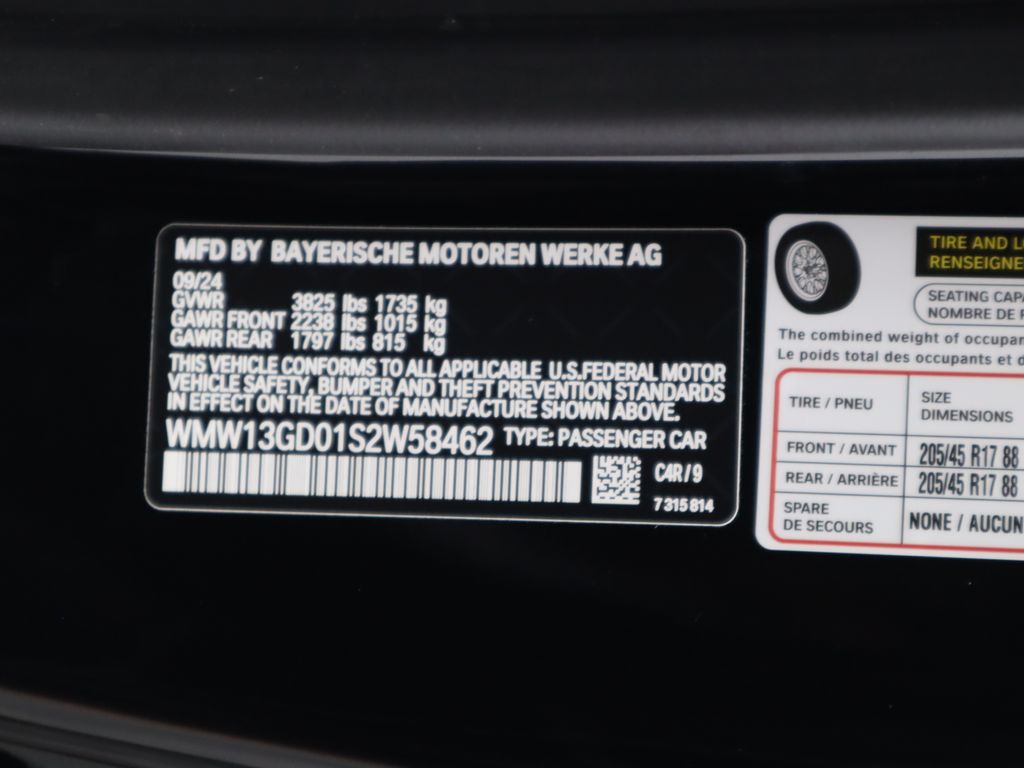 MFD BY BAYERISCHE MOTOREN WERKE AG
09/24
GVWR 3825 lbs 1735 kg
GAWR FRONT 2238 lbs 1015 kg
GAWR REAR 1797 lbs 815 kg
THIS VEHICLE CONFORMS TO ALL APPLICABLE U.S.FEDERAL MOTOR
VEHICLE SAFETY, BUMPER AND THEFT PREVENTION STANDARDS
IN EFFECT ON THE DATE OF MANUFACTURE SHOWN ABOVE.
WMW13GD01S2W58462 TYPE: PASSENGER CAR
C4R/9
7315814
TIRE AND
RENSEIGNE
SEATING CAPA
NOMBRE DE
The combined weight of occupan
Le poids total des occupants et d
TIRE / PNEU
SIZE
DIMENSIONS
FRONT / AVANT 205/45 R17 88
REAR / ARRIÈRE 205/45 R17 88
SPARE
DE SECOURS
NONE / AUCUN